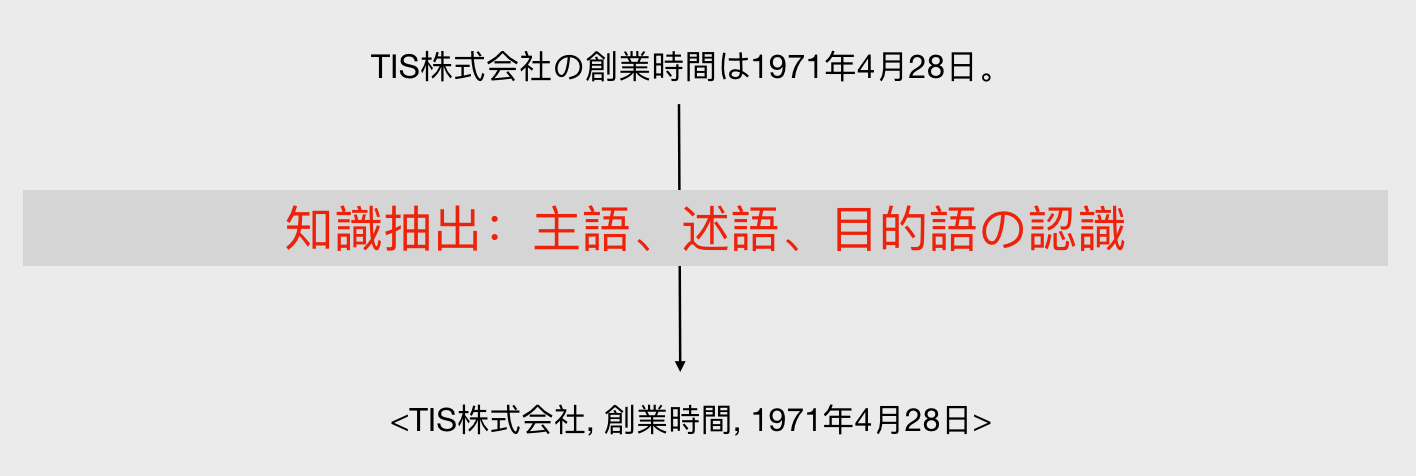 TIS株式会社の創業時間は1971年4月28日。
知識抽出：主語、述語、目的語の認識
<TIS株式会社, 創業時間, 1971年4月28日>